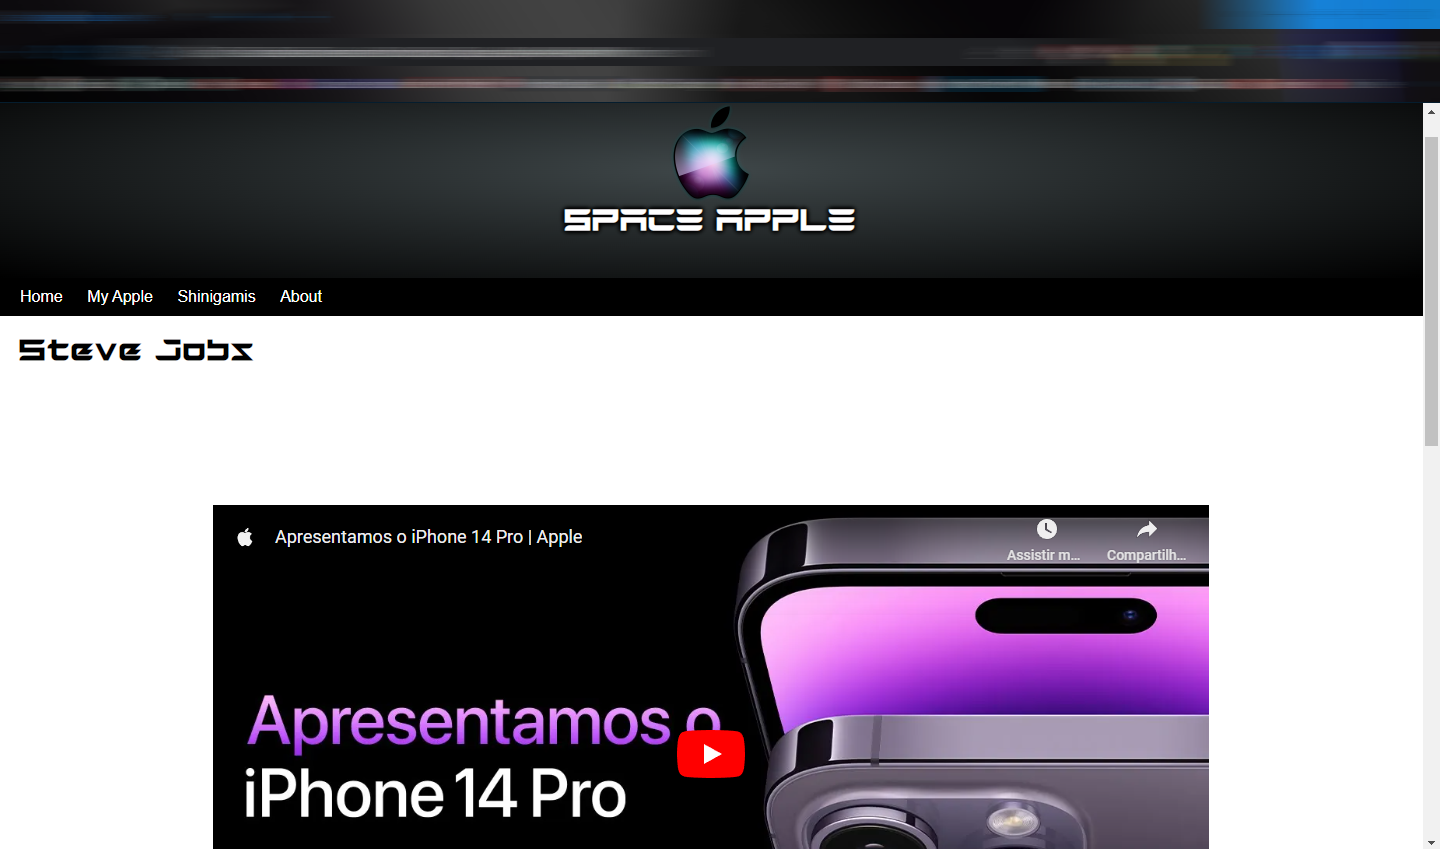 SPACE APPLE
Home My Apple Shinigamis About
Steve Jobs
Apresentamos o iPhone 14 Pro | Apple
Assistir m... Compartilh...
Apresentamos o
iPhone 14 Pro